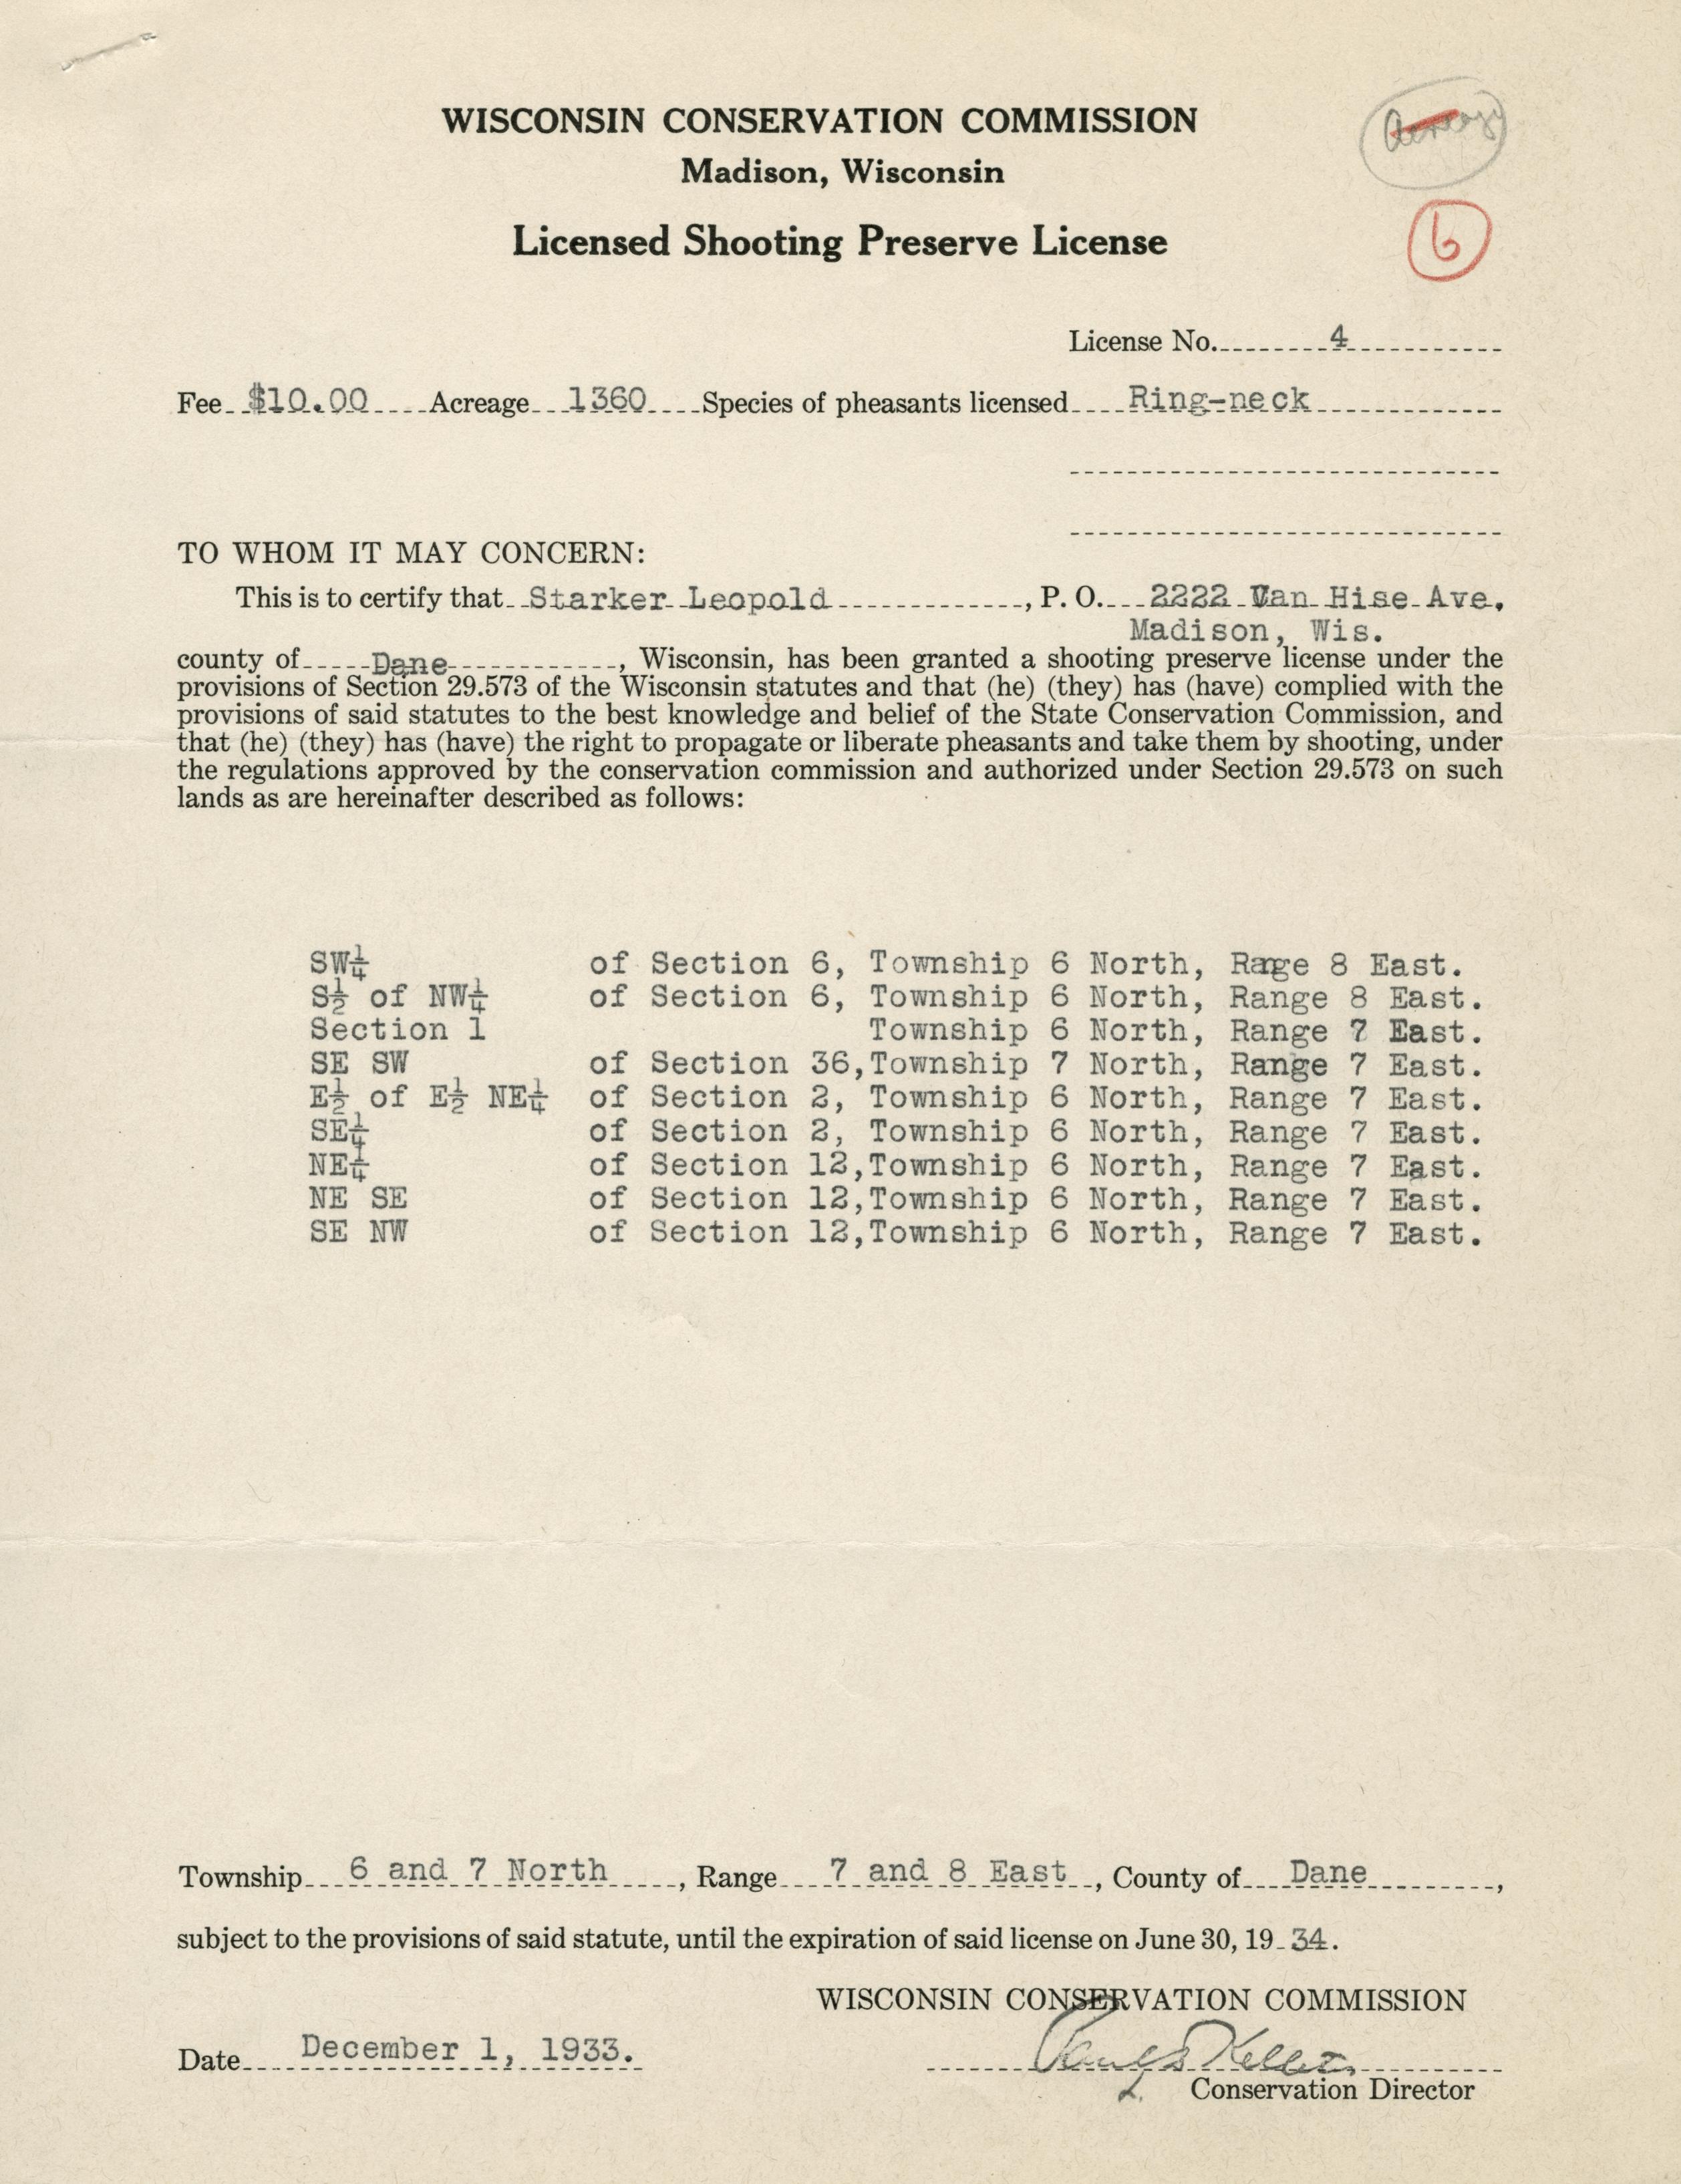 WISCONSIN CONSERVATION COMMISSION
Madison, Wisconsin
Licensed Shooting Preserve License
6
License No. 4
Fee $10.00 Acreage 1360 Species of pheasants licensed Ring-neck
TO WHOM IT MAY CONCERN:
This is to certify that Starker Leopold, P. O. 2222 Van Hise Ave,
Madison, Wis.
county of Dane, Wisconsin, has been granted a shooting preserve license under the
provisions of Section 29.573 of the Wisconsin statutes and that (he) (they) has (have) complied with the
provisions of said statutes to the best knowledge and belief of the State Conservation Commission, and
that (he) (they) has (have) the right to propagate or liberate pheasants and take them by shooting, under
the regulations approved by the conservation commission and authorized under Section 29.573 on such
lands as are hereinafter described as follows:
SW¼ of Section 6, Township 6 North, Rage 8 East.
S½ of NW¼ of Section 6, Township 6 North, Range 8 East.
Section 1 Township 6 North, Range 7 East.
SE SW of Section 36, Township 7 North, Range 7 East.
E½ of E½ NE¼ of Section 2, Township 6 North, Range 7 East.
SE¼ of Section 2, Township 6 North, Range 7 East.
NE¼ of Section 12, Township 6 North, Range 7 East.
NE SE of Section 12, Township 6 North, Range 7 East.
SE NW of Section 12, Township 6 North, Range 7 East.
Township 6 and 7 North, Range 7 and 8 East, County of Dane,
subject to the provisions of said statute, until the expiration of said license on June 30, 19 34.
WISCONSIN CONSERVATION COMMISSION
Date December 1, 1933.
Conservation Director